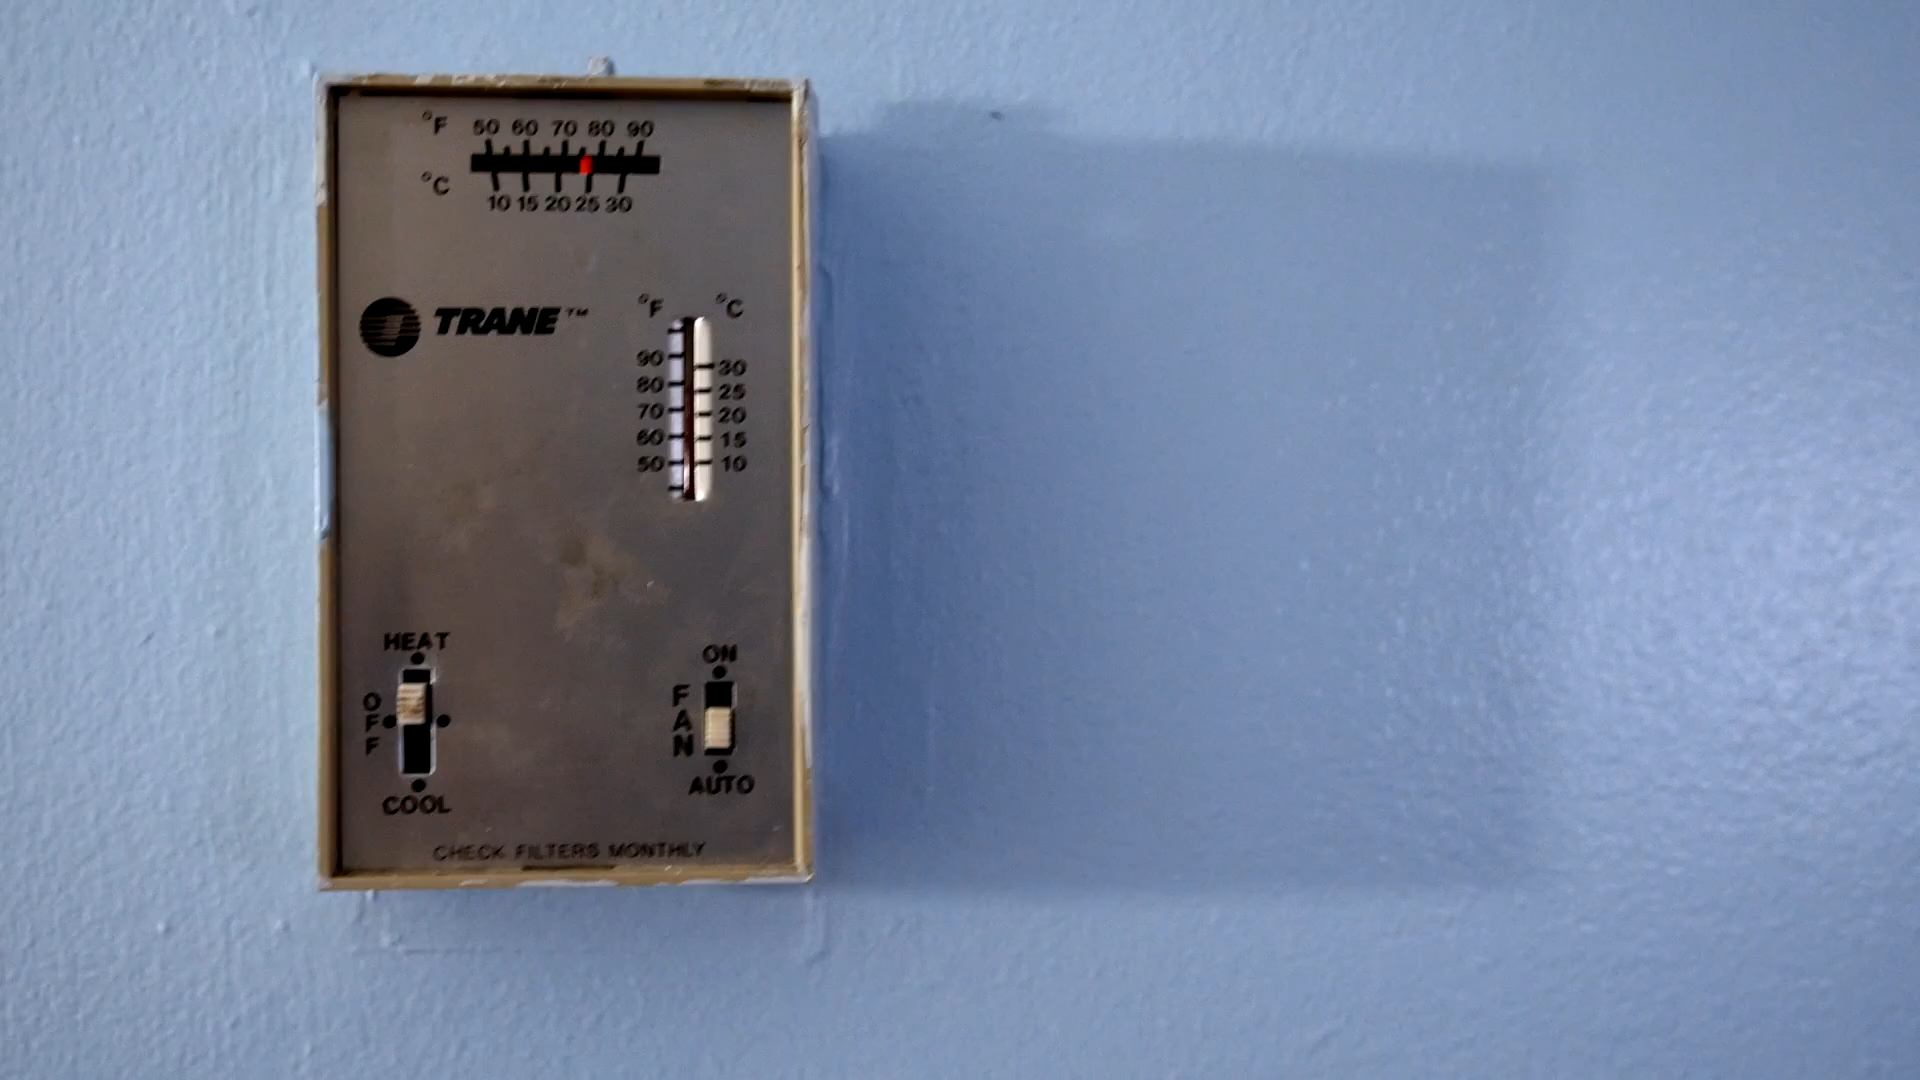 °F 50 60 70 80 90
°C
10 15 20 25 30
TRANE™
°F °C
90 30
80 25
70 20
60 15
50 10
HEAT
OFF
COOL
ON
FAN
AUTO
CHECK FILTERS MONTHLY